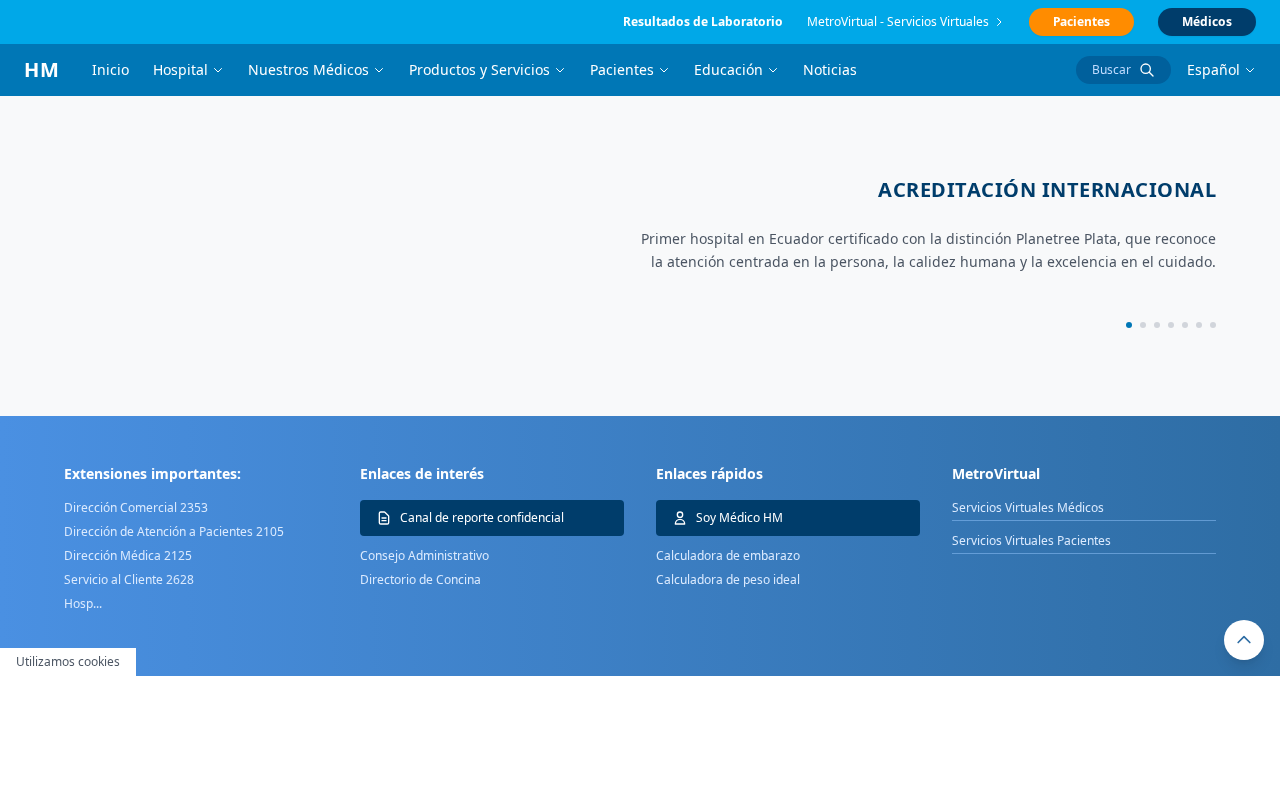 Resultados de Laboratorio
MetroVirtual - Servicios Virtuales
Pacientes
Médicos
HM
Inicio
Hospital
Nuestros Médicos
Productos y Servicios
Pacientes
Educación
Noticias
Buscar
Español
ACREDITACIÓN INTERNACIONAL
Primer hospital en Ecuador certificado con la distinción Planetree Plata, que reconoce
la atención centrada en la persona, la calidez humana y la excelencia en el cuidado.
Extensiones importantes:
Dirección Comercial 2353
Dirección de Atención a Pacientes 2105
Dirección Médica 2125
Servicio al Cliente 2628
Hosp...
Enlaces de interés
Canal de reporte confidencial
Consejo Administrativo
Directorio de Concina
Enlaces rápidos
Soy Médico HM
Calculadora de embarazo
Calculadora de peso ideal
MetroVirtual
Servicios Virtuales Médicos
Servicios Virtuales Pacientes
Utilizamos cookies